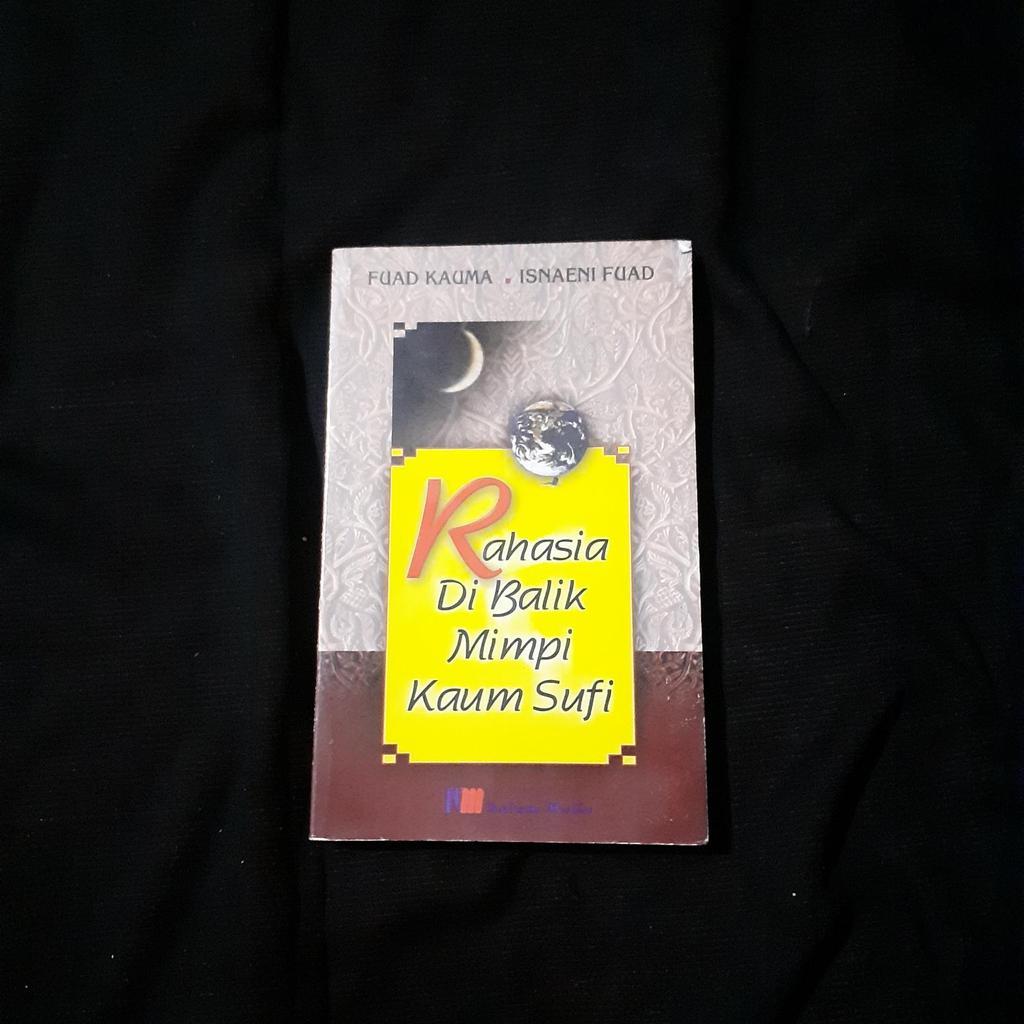 FUAD KAUMA . ISNAENI FUAD
Rahasia
Di Balik
Mimpi
Kaum Sufi